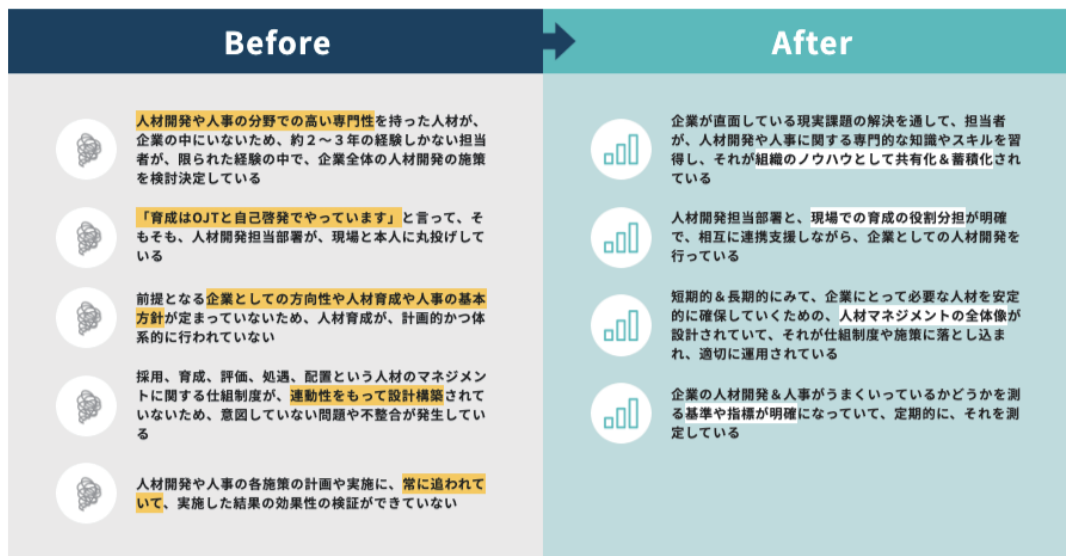 Before
After
人材開発や人事の分野での高い専門性を持った人材が、
企業の中にいないため、約２〜３年の経験しかない担当
者が、限られた経験の中で、企業全体の人材開発の施策
を検討決定している
「育成はOJTと自己啓発でやっています」と言って、そ
もそも、人材開発担当部署が、現場と本人に丸投げして
いる
前提となる企業としての方向性や人材育成や人事の基本
方針が定まっていないため、人材育成が、計画的かつ体
系的に行われていない
採用、育成、評価、処遇、配置という人材のマネジメン
トに関する仕組制度が、連動性をもって設計構築されて
いないため、意図していない問題や不整合が発生してい
る
人材開発や人事の各施策の計画や実施に、常に追われて
いて、実施した結果の効果性の検証ができていない
企業が直面している現実課題の解決を通して、担当者
が、人材開発や人事に関する専門的な知識やスキルを習
得し、それが組織のノウハウとして共有化＆蓄積化され
ている
人材開発担当部署と、現場での育成の役割分担が明確
で、相互に連携支援しながら、企業としての人材開発を
行っている
短期的＆長期的にみて、企業にとって必要な人材を安定
的に確保していくための、人材マネジメントの全体像が
設計されていて、それが仕組制度や施策に落とし込ま
れ、適切に運用されている
企業の人材開発＆人事がうまくいっているかどうかを測
る基準や指標が明確になっていて、定期的に、それを測
定している